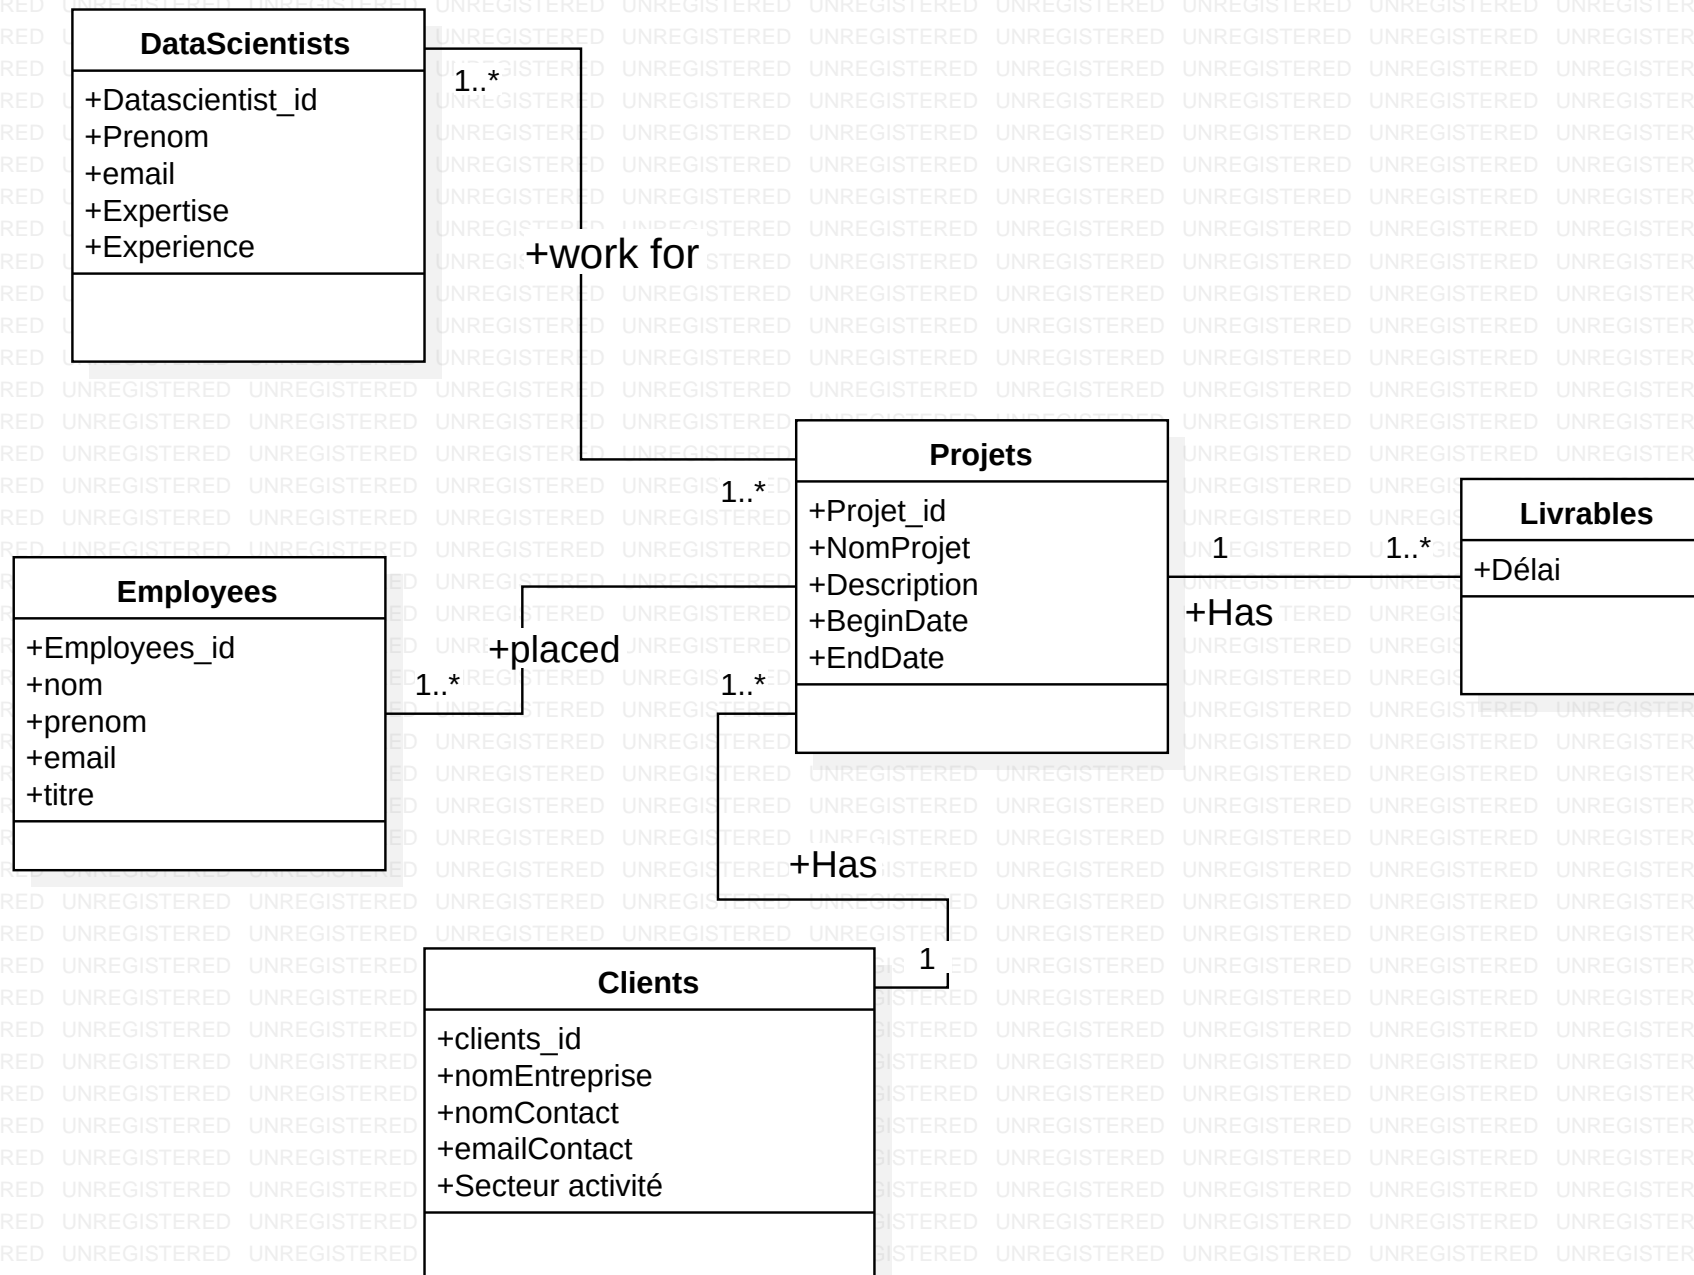 DataScientists
+Datascientist_id
+Prenom
+email
+Expertise
+Experience
1..*
+work for
1..*
Projets
+Projet_id
+NomProjet
+Description
+BeginDate
+EndDate
1
1..*
+Has
Livrables
+Délai
Employees
+Employees_id
+nom
+prenom
+email
+titre
1..*
+placed
1..*
+Has
1
Clients
+clients_id
+nomEntreprise
+nomContact
+emailContact
+Secteur activité
UNREGISTERED